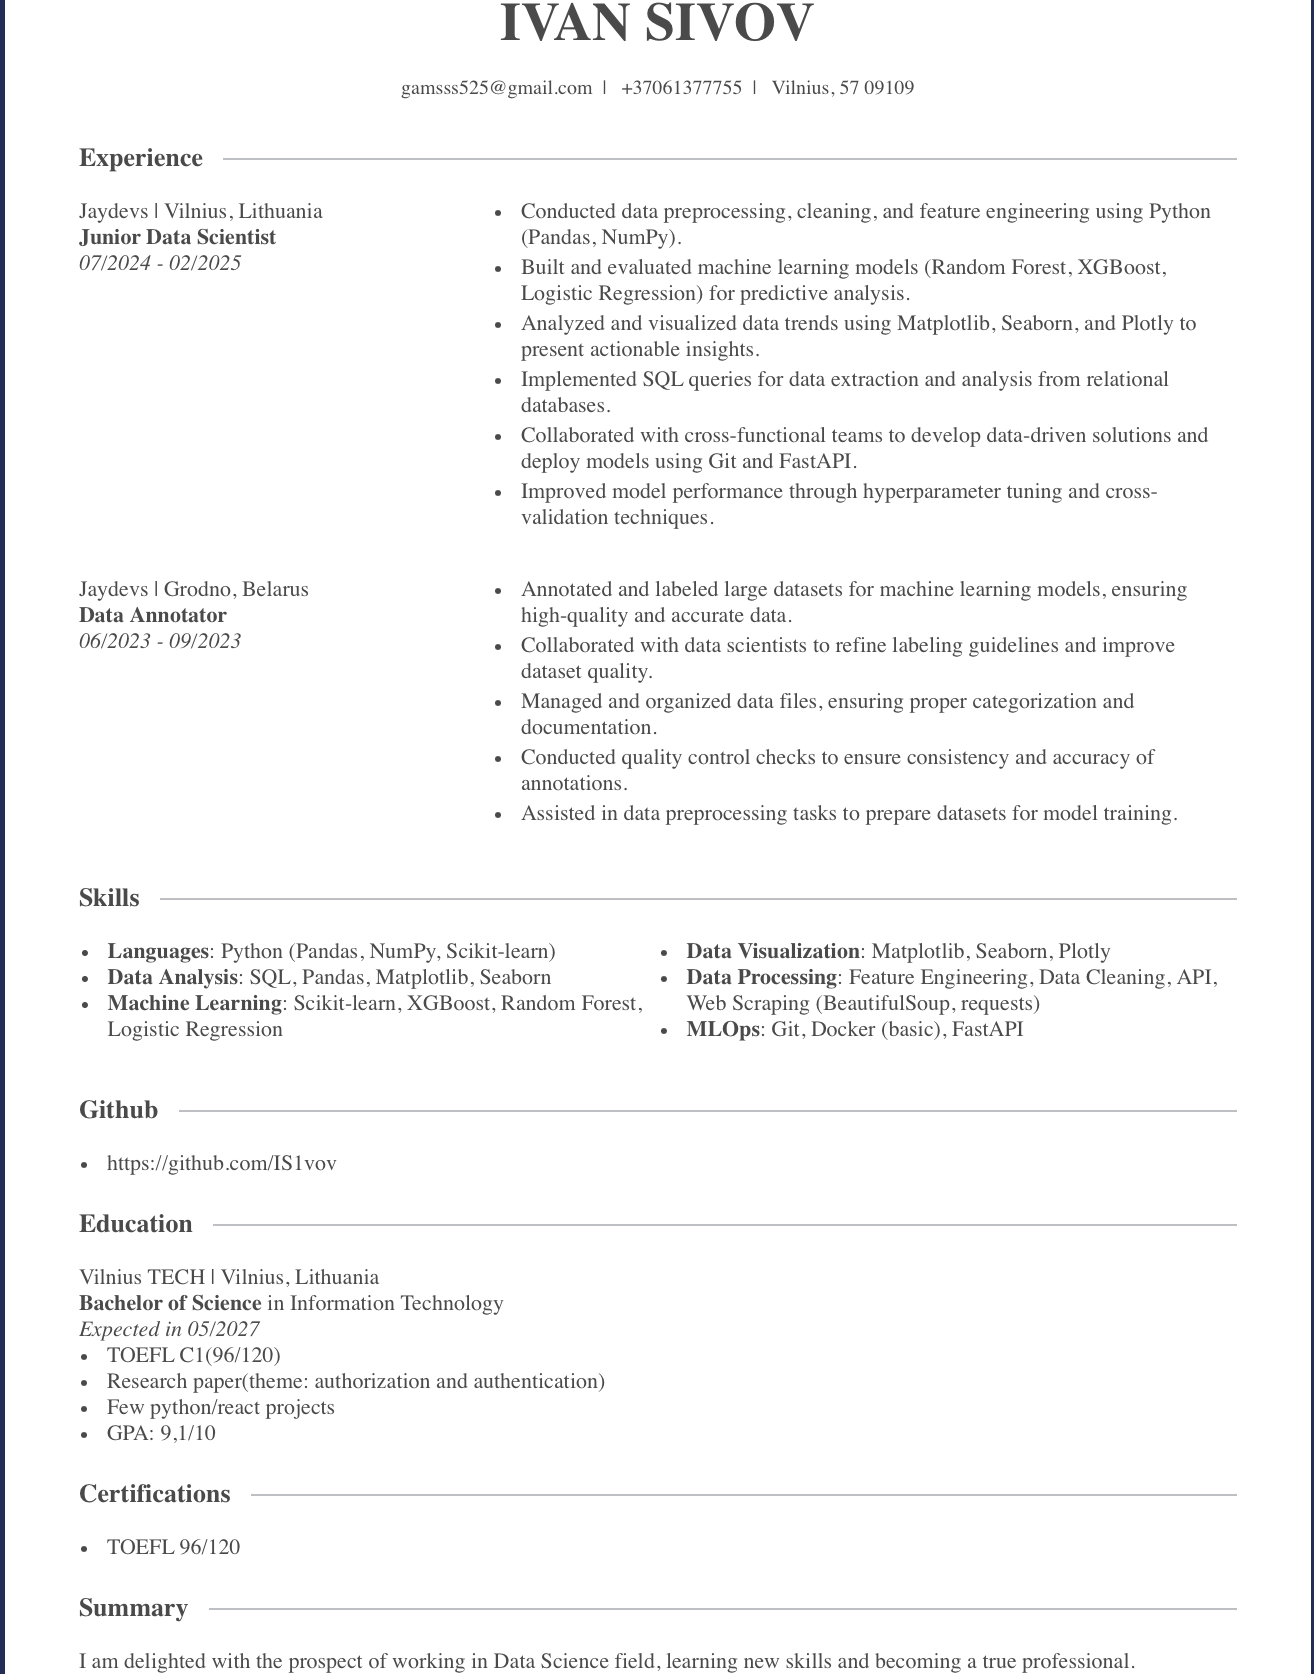 IVAN SIVOV
gamsss525@gmail.com | +37061377755 | Vilnius, 57 09109
Experience
Jaydevs | Vilnius, Lithuania
Junior Data Scientist
07/2024 - 02/2025
• Conducted data preprocessing, cleaning, and feature engineering using Python
(Pandas, NumPy).
• Built and evaluated machine learning models (Random Forest, XGBoost,
Logistic Regression) for predictive analysis.
• Analyzed and visualized data trends using Matplotlib, Seaborn, and Plotly to
present actionable insights.
• Implemented SQL queries for data extraction and analysis from relational
databases.
• Collaborated with cross-functional teams to develop data-driven solutions and
deploy models using Git and FastAPI.
• Improved model performance through hyperparameter tuning and cross-
validation techniques.
Jaydevs | Grodno, Belarus
Data Annotator
06/2023 - 09/2023
• Annotated and labeled large datasets for machine learning models, ensuring
high-quality and accurate data.
• Collaborated with data scientists to refine labeling guidelines and improve
dataset quality.
• Managed and organized data files, ensuring proper categorization and
documentation.
• Conducted quality control checks to ensure consistency and accuracy of
annotations.
• Assisted in data preprocessing tasks to prepare datasets for model training.
Skills
• Languages: Python (Pandas, NumPy, Scikit-learn)
• Data Analysis: SQL, Pandas, Matplotlib, Seaborn
• Machine Learning: Scikit-learn, XGBoost, Random Forest,
Logistic Regression
• Data Visualization: Matplotlib, Seaborn, Plotly
• Data Processing: Feature Engineering, Data Cleaning, API,
Web Scraping (BeautifulSoup, requests)
• MLOps: Git, Docker (basic), FastAPI
Github
• https://github.com/IS1vov
Education
Vilnius TECH | Vilnius, Lithuania
Bachelor of Science in Information Technology
Expected in 05/2027
• TOEFL C1(96/120)
• Research paper(theme: authorization and authentication)
• Few python/react projects
• GPA: 9,1/10
Certifications
• TOEFL 96/120
Summary
I am delighted with the prospect of working in Data Science field, learning new skills and becoming a true professional.